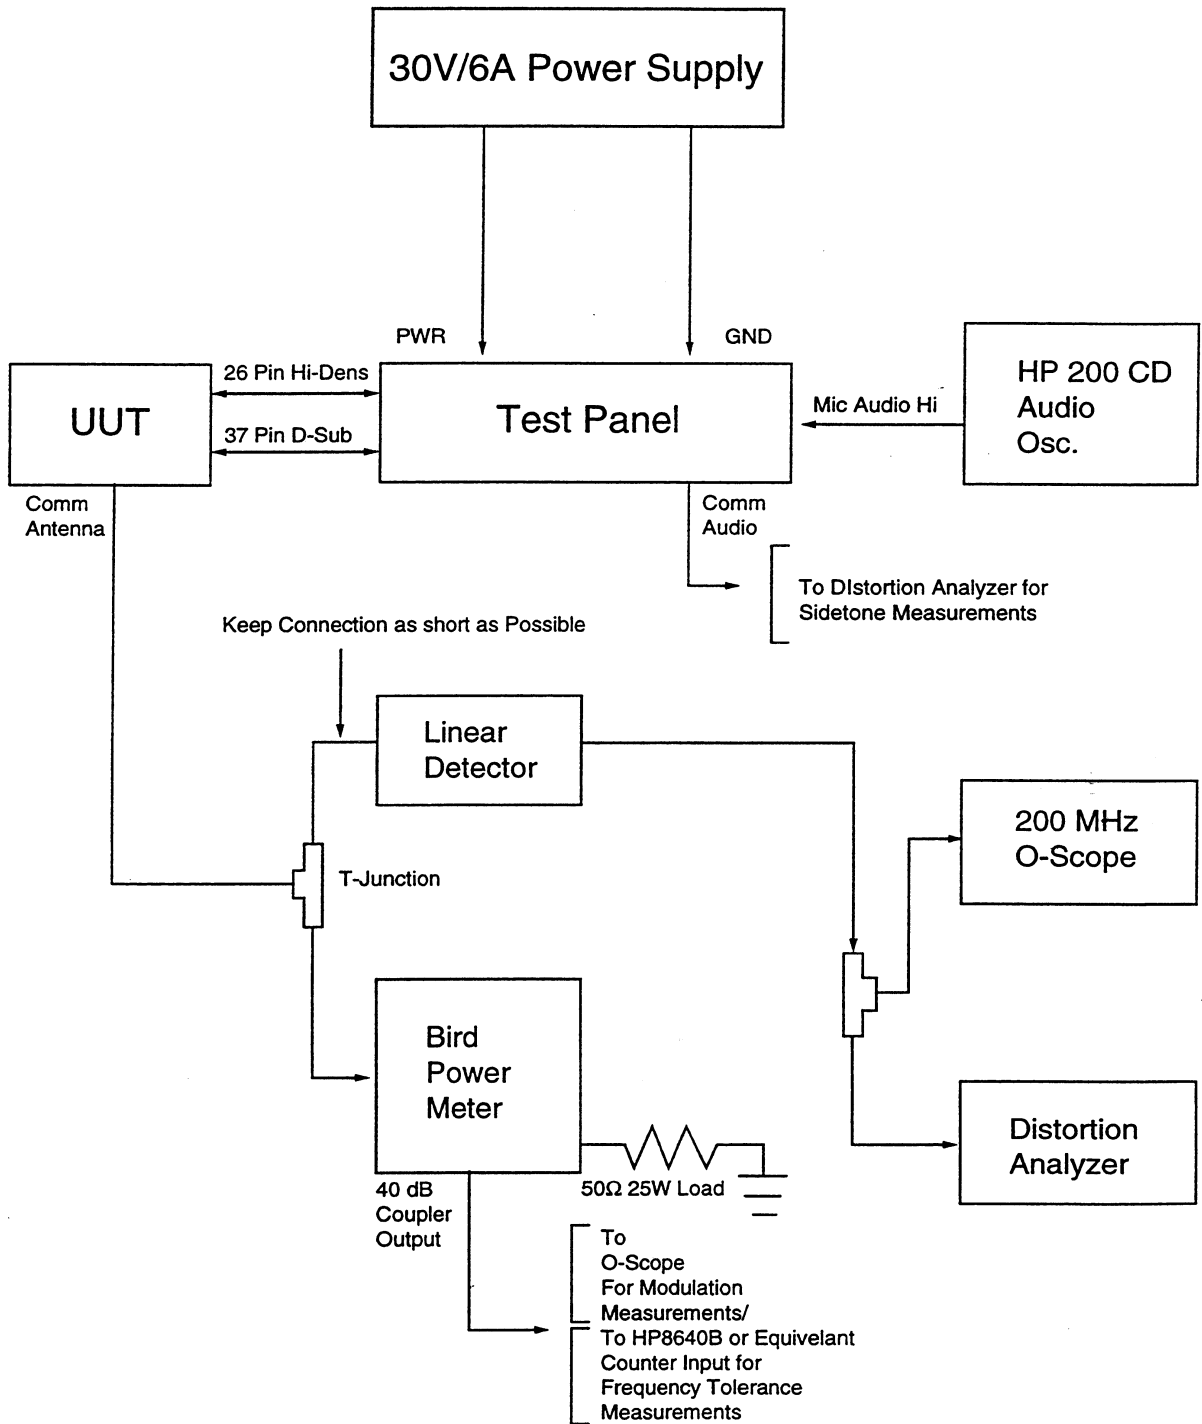 30V/6A Power Supply
PWR
GND
UUT
26 Pin Hi-Dens
37 Pin D-Sub
Test Panel
Mic Audio Hi
HP 200 CD
Audio
Osc.
Comm
Antenna
Comm
Audio
To DIstortion Analyzer for
Sidetone Measurements
Keep Connection as short as Possible
Linear
Detector
T-Junction
200 MHz
O-Scope
Bird
Power
Meter
Distortion
Analyzer
40 dB
Coupler
Output
50Ω 25W Load
To
O-Scope
For Modulation
Measurements/
To HP8640B or Equivelant
Counter Input for
Frequency Tolerance
Measurements